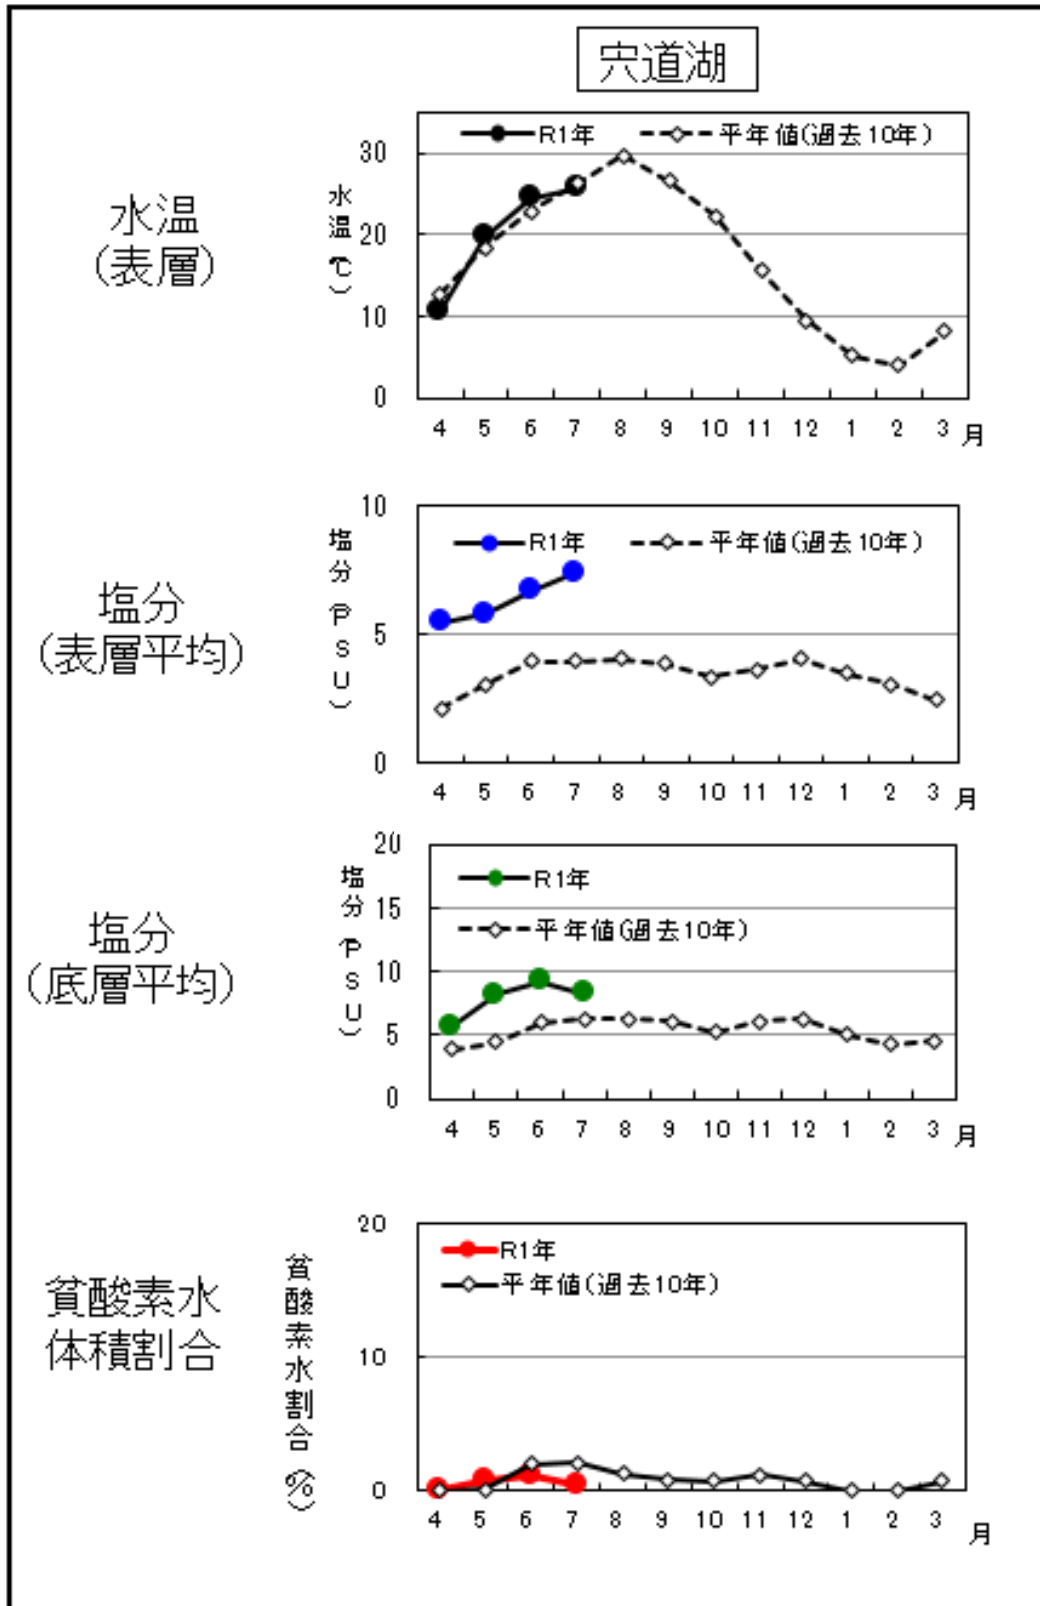 宍道湖
水温
(表層)
水温(℃)
R1年
平年値(過去10年)
30
20
10
0
4 5 6 7 8 9 10 11 12 1 2 3 月
塩分
(表層平均)
塩分(PSU)
R1年
平年値(過去10年)
10
5
0
4 5 6 7 8 9 10 11 12 1 2 3 月
塩分
(底層平均)
塩分(PSU)
R1年
平年値(過去10年)
20
15
10
5
0
4 5 6 7 8 9 10 11 12 1 2 3 月
貧酸素水
体積割合
貧酸素水割合(%)
R1年
平年値(過去10年)
20
10
0
4 5 6 7 8 9 10 11 12 1 2 3 月